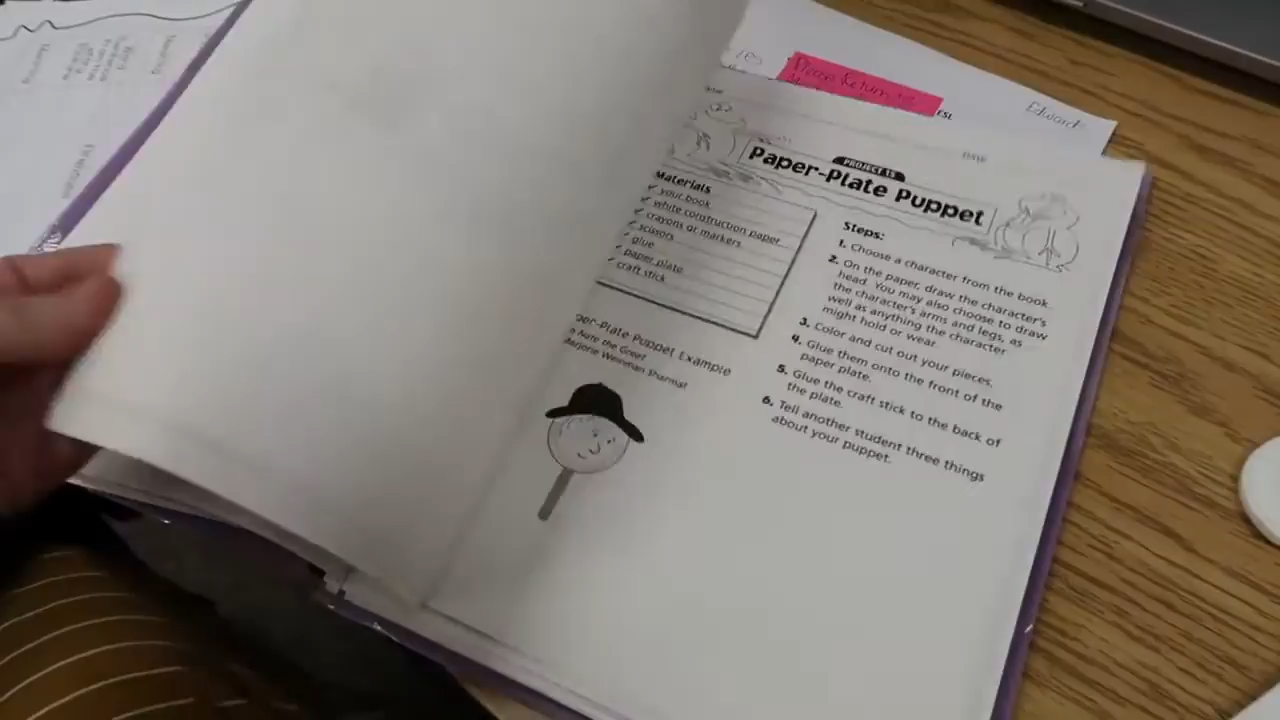 Please Return to
ESL
Edward
PROJECT 15
Paper-Plate Puppet
Materials
✓ your book
✓ white construction paper
✓ crayons or markers
✓ scissors
✓ glue
✓ paper plate
✓ craft stick
per-Plate Puppet Example
Nate the Great
Marjorie Weinman Sharmat
Steps:
1. Choose a character from the book.
2. On the paper, draw the character's
head. You may also choose to draw
the character's arms and legs, as
well as anything the character
might hold or wear.
3. Color and cut out your pieces.
4. Glue them onto the front of the
paper plate.
5. Glue the craft stick to the back of
the plate.
6. Tell another student three things
about your puppet.